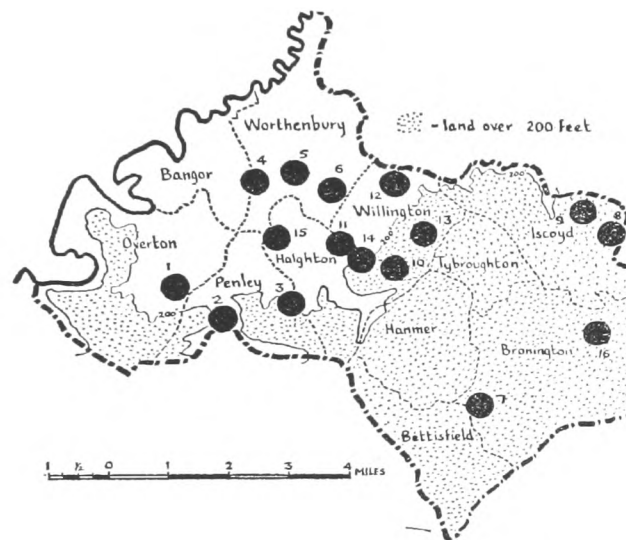 Worthenbury
- land over 200 Feet
4
5
6
Bangor
12
Willington
200
9
8
Iscoyd
15
11
14
13
200
Overton
Halghton
10
Tybroughton
1
Penley
3
200
2
Hanmer
Bronington
16
7
Bettisfield
1 ½ 0 1 2 3 4 MILES